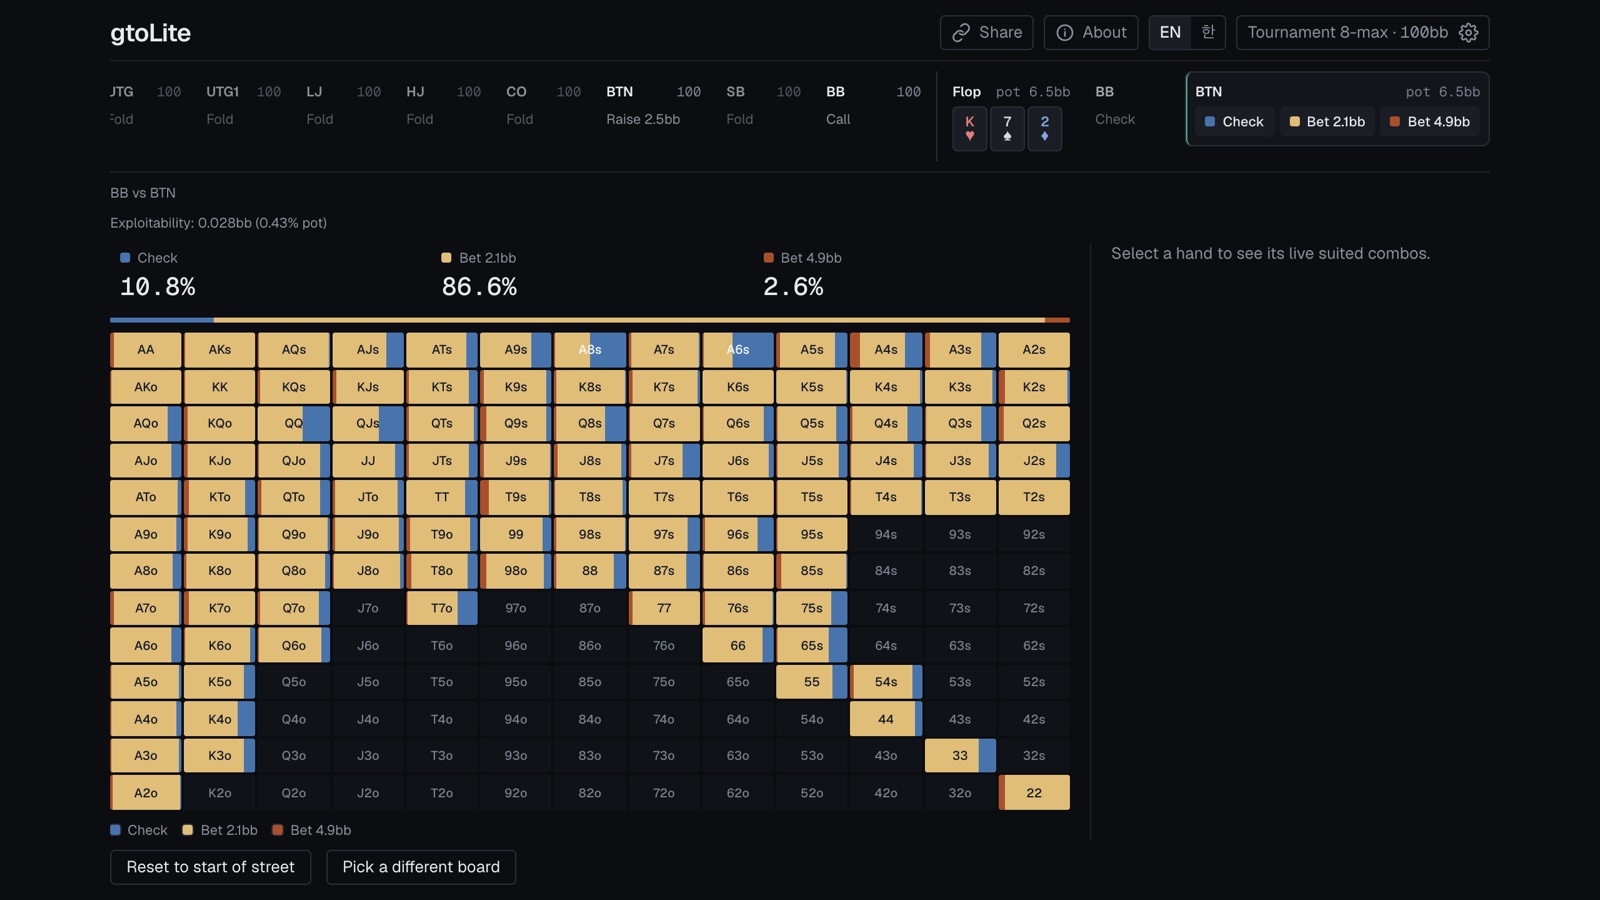 gtoLite
Share
About
EN
한
Tournament 8-max · 100bb
UTG 100
Fold
UTG1 100
Fold
LJ 100
Fold
HJ 100
Fold
CO 100
Fold
BTN 100
Raise 2.5bb
SB 100
Fold
BB 100
Call
Flop pot 6.5bb
K♥ 7♠ 2♦
BB
Check
BTN pot 6.5bb
Check Bet 2.1bb Bet 4.9bb
BB vs BTN
Exploitability: 0.028bb (0.43% pot)
Check Bet 2.1bb Bet 4.9bb
10.8% 86.6% 2.6%
Select a hand to see its live suited combos.
AA AKs AQs AJs ATs A9s A8s A7s A6s A5s A4s A3s A2s
AKo KK KQs KJs KTs K9s K8s K7s K6s K5s K4s K3s K2s
AQo KQo QQ QJs QTs Q9s Q8s Q7s Q6s Q5s Q4s Q3s Q2s
AJo KJo QJo JJ JTs J9s J8s J7s J6s J5s J4s J3s J2s
ATo KTo QTo JTo TT T9s T8s T7s T6s T5s T4s T3s T2s
A9o K9o Q9o J9o T9o 99 98s 97s 96s 95s 94s 93s 92s
A8o K8o Q8o J8o T8o 98o 88 87s 86s 85s 84s 83s 82s
A7o K7o Q7o J7o T7o 97o 87o 77 76s 75s 74s 73s 72s
A6o K6o Q6o J6o T6o 96o 86o 76o 66 65s 64s 63s 62s
A5o K5o Q5o J5o T5o 95o 85o 75o 65o 55 54s 53s 52s
A4o K4o Q4o J4o T4o 94o 84o 74o 64o 54o 44 43s 42s
A3o K3o Q3o J3o T3o 93o 83o 73o 63o 53o 43o 33 32s
A2o K2o Q2o J2o T2o 92o 82o 72o 62o 52o 42o 32o 22
Check Bet 2.1bb Bet 4.9bb
Reset to start of street
Pick a different board